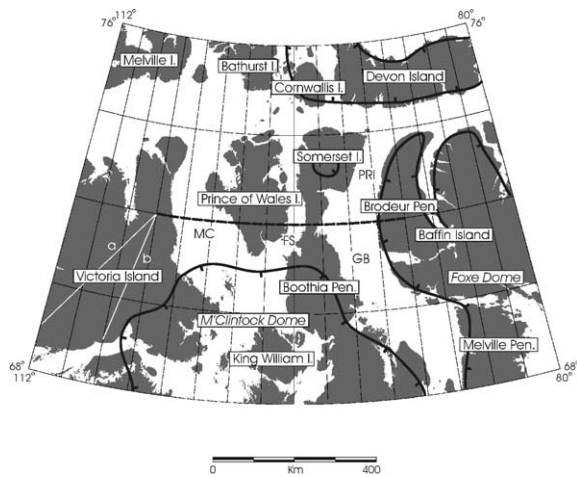 112°
80°
76°
76°
Melville I.
Bathurst I.
Devon Island
Cornwallis I.
Somerset I.
PRI
Prince of Wales I.
Brodeur Pen.
MC
FS
Baffin Island
a
b
GB
Victoria Island
Foxe Dome
Boothia Pen.
M'Clintock Dome
Melville Pen.
King William I.
68°
112°
68°
80°
0
Km
400